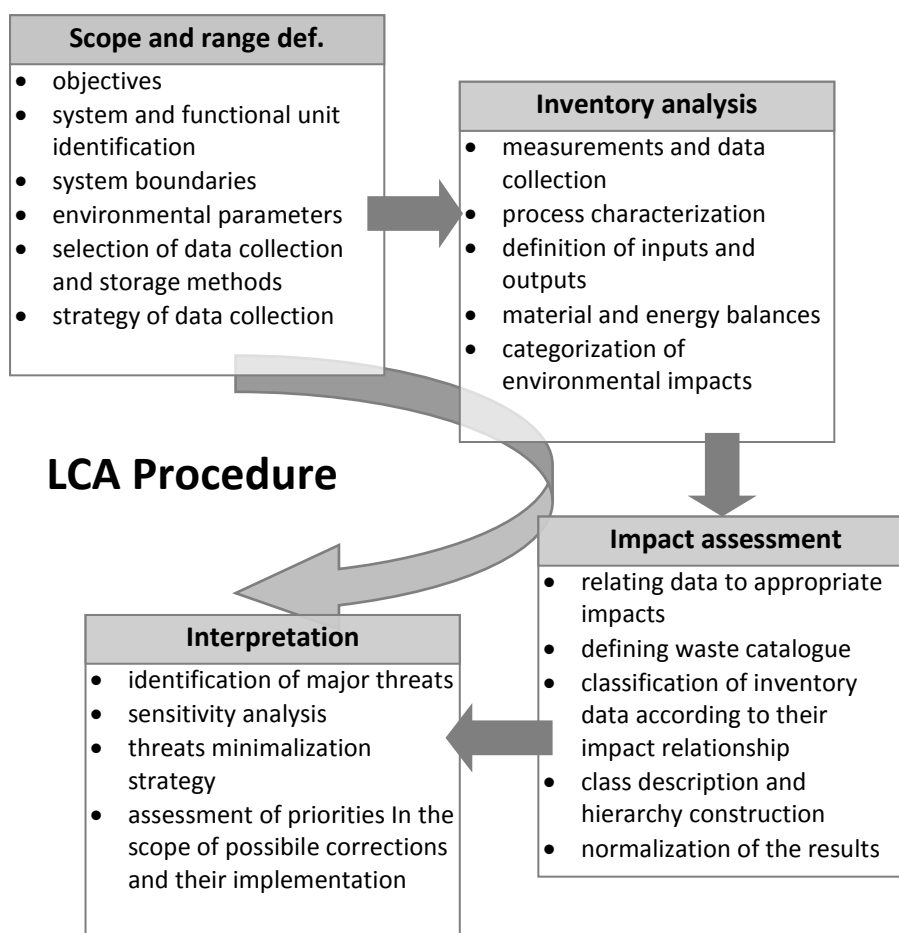 Scope and range def.
• objectives
• system and functional unit
identification
• system boundaries
• environmental parameters
• selection of data collection
and storage methods
• strategy of data collection
Inventory analysis
• measurements and data
collection
• process characterization
• definition of inputs and
outputs
• material and energy balances
• categorization of
environmental impacts
LCA Procedure
Impact assessment
• relating data to appropriate
impacts
• defining waste catalogue
• classification of inventory
data according to their
impact relationship
• class description and
hierarchy construction
• normalization of the results
Interpretation
• identification of major threats
• sensitivity analysis
• threats minimalization
strategy
• assessment of priorities In the
scope of possibile corrections
and their implementation